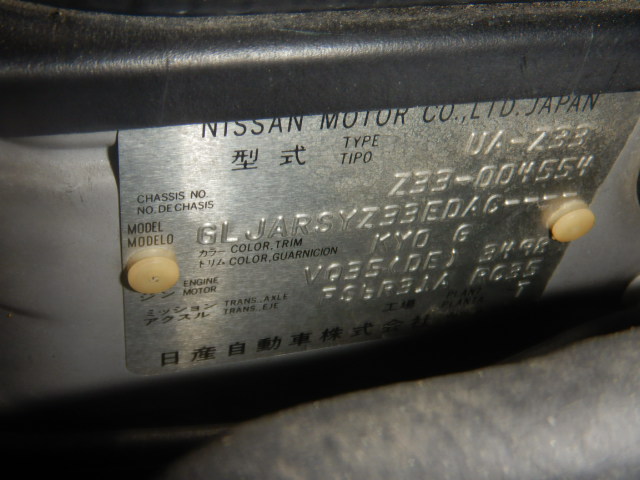 NISSAN MOTOR CO.,LTD. JAPAN
型式 TYPE TIPO UA-Z33
CHASSIS NO. NO. DE CHASIS Z33-004554
MODEL MODELO GLJARSYZ33EDAG----
カラー COLOR, TRIM
トリム COLOR, GUARNICION KY0 G
ENGINE MOTOR VQ35(DE) 3498
ミッション TRANS. AXLE
アクスル TRANS. EJE
工場
日産自動車株式会